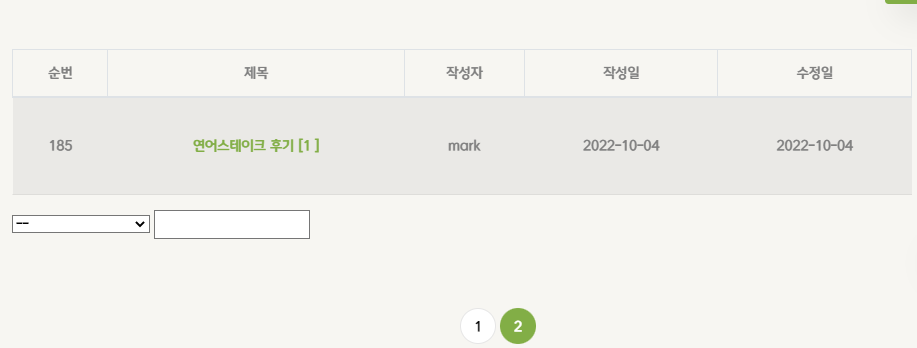 순번 제목 작성자 작성일 수정일
185 연어스테이크 후기 [1 ] mark 2022-10-04 2022-10-04
--
1 2